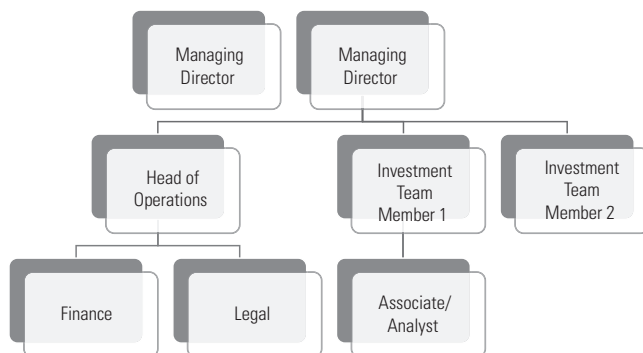 Managing
Director
Managing
Director
Head of
Operations
Investment
Team
Member 1
Investment
Team
Member 2
Finance
Legal
Associate/
Analyst